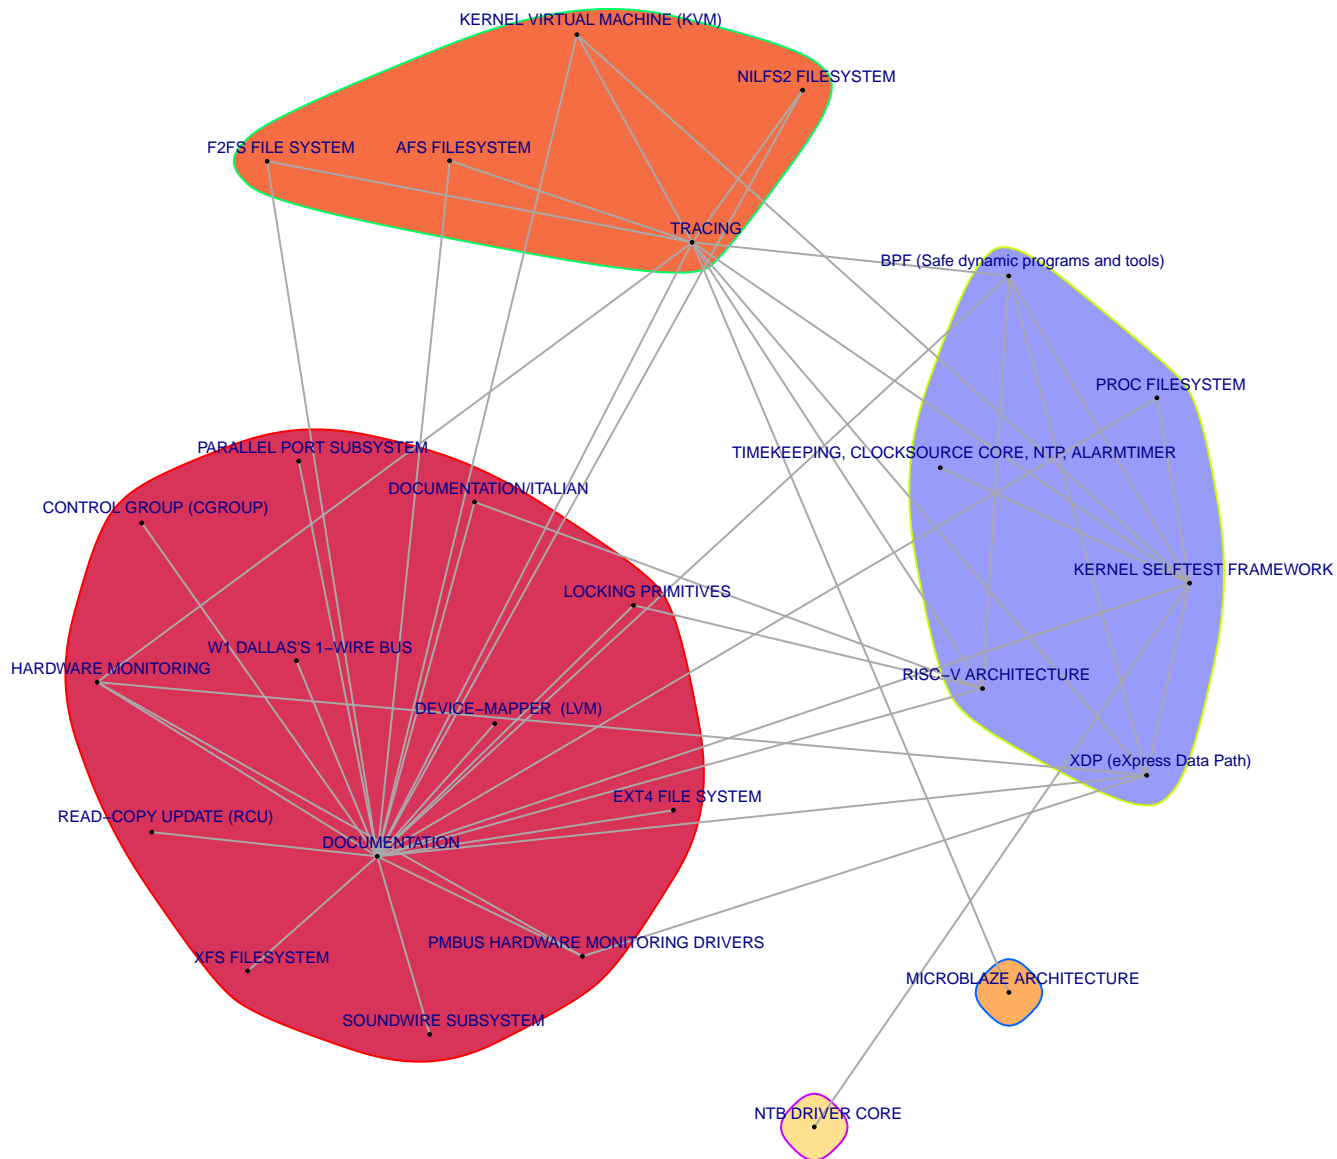 KERNEL VIRTUAL MACHINE (KVM)
NILFS2 FILESYSTEM
F2FS FILE SYSTEM
AFS FILESYSTEM
TRACING
BPF (Safe dynamic programs and tools)
PROC FILESYSTEM
PARALLEL PORT SUBSYSTEM
TIMEKEEPING, CLOCKSOURCE CORE, NTP, ALARMTIMER
DOCUMENTATION/ITALIAN
CONTROL GROUP (CGROUP)
KERNEL SELFTEST FRAMEWORK
LOCKING PRIMITIVES
W1 DALLAS'S 1−WIRE BUS
HARDWARE MONITORING
RISC−V ARCHITECTURE
DEVICE−MAPPER (LVM)
XDP (eXpress Data Path)
EXT4 FILE SYSTEM
READ−COPY UPDATE (RCU)
DOCUMENTATION
PMBUS HARDWARE MONITORING DRIVERS
XFS FILESYSTEM
MICROBLAZE ARCHITECTURE
SOUNDWIRE SUBSYSTEM
NTB DRIVER CORE